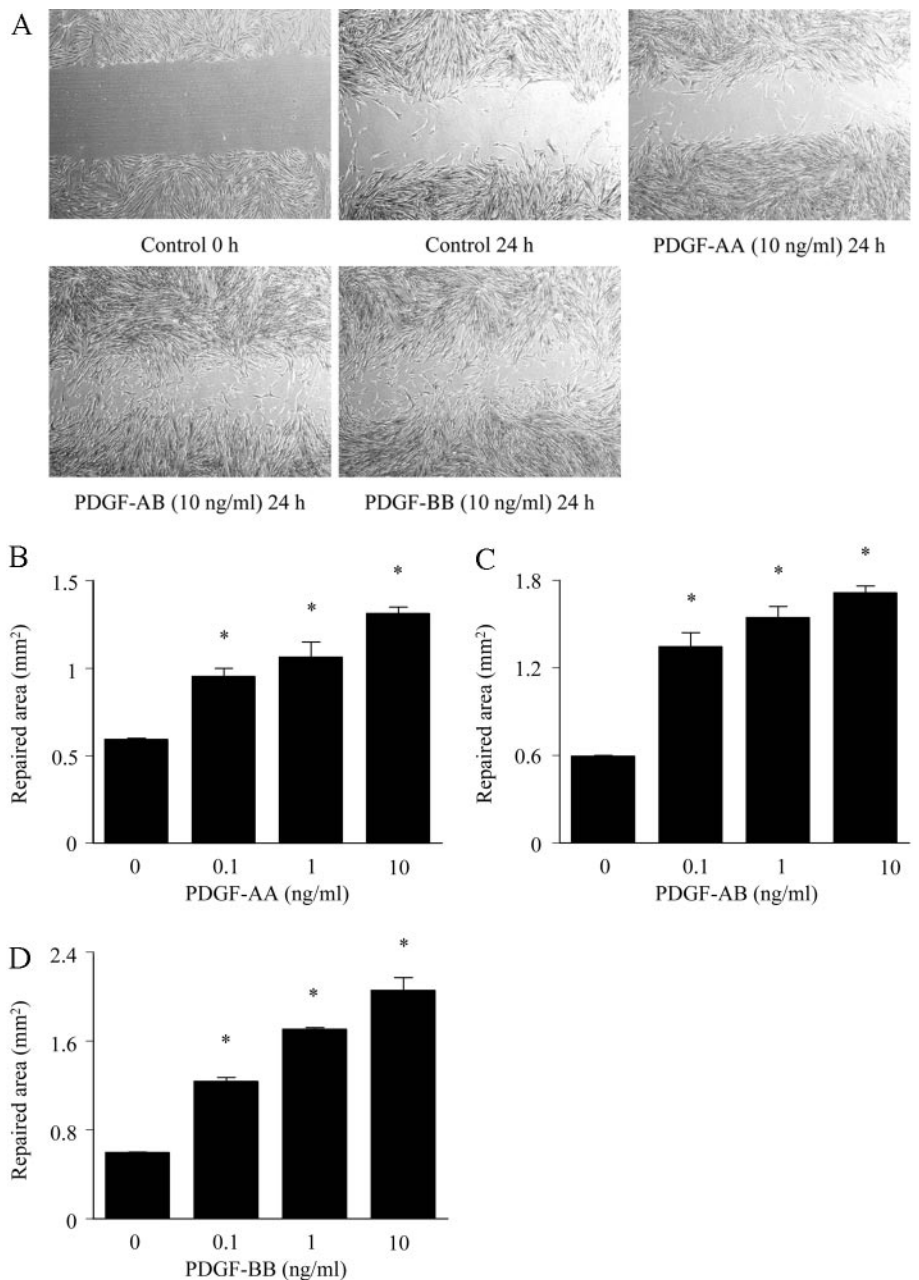 A
Control 0 h
Control 24 h
PDGF-AA (10 ng/ml) 24 h
PDGF-AB (10 ng/ml) 24 h
PDGF-BB (10 ng/ml) 24 h
B
1.5
1
0.5
0
Repaired area (mm²)
* * *
0 0.1 1 10
PDGF-AA (ng/ml)
C
1.8
1.2
0.6
0
Repaired area (mm²)
* * *
0 0.1 1 10
PDGF-AB (ng/ml)
D
2.4
1.6
0.8
0
Repaired area (mm²)
* * *
0 0.1 1 10
PDGF-BB (ng/ml)